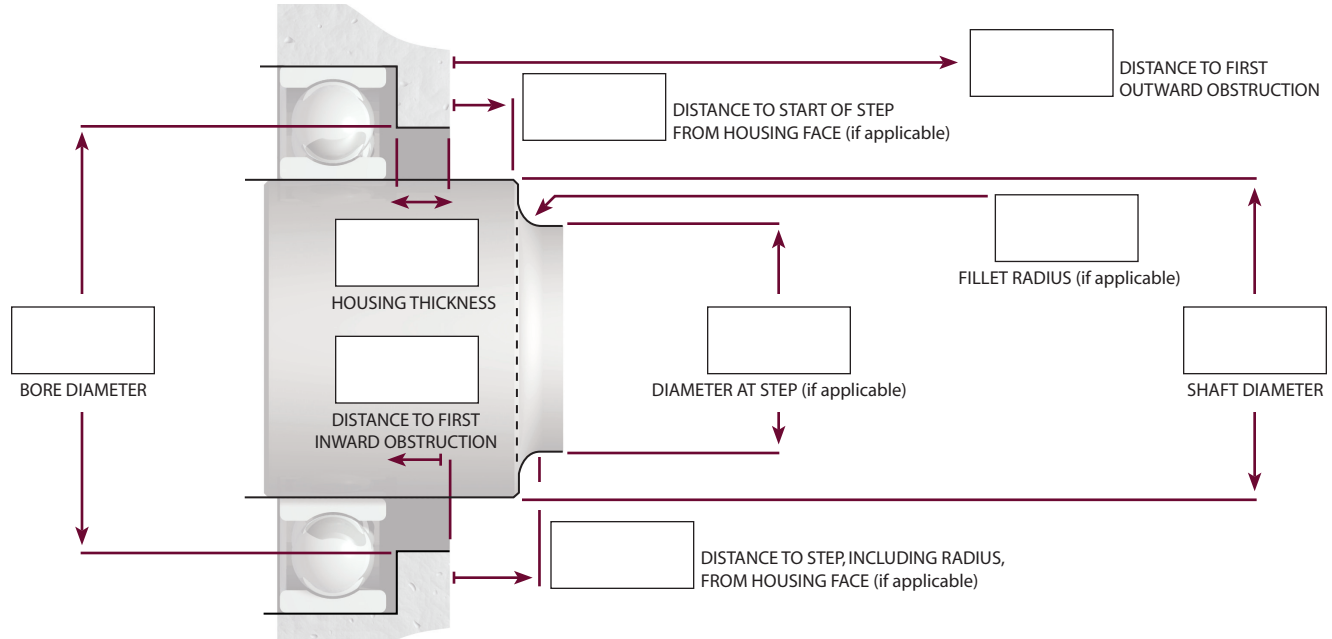 DISTANCE TO FIRST
OUTWARD OBSTRUCTION
DISTANCE TO START OF STEP
FROM HOUSING FACE (if applicable)
FILLET RADIUS (if applicable)
HOUSING THICKNESS
BORE DIAMETER
DIAMETER AT STEP (if applicable)
SHAFT DIAMETER
DISTANCE TO FIRST
INWARD OBSTRUCTION
DISTANCE TO STEP, INCLUDING RADIUS,
FROM HOUSING FACE (if applicable)